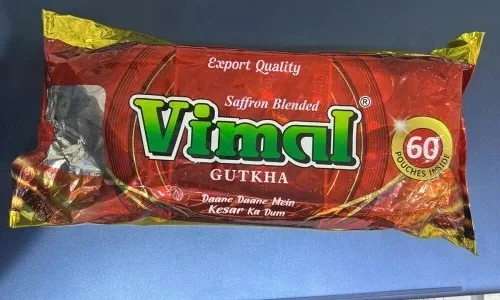 Export Quality
Saffron Blended
Vimal®
GUTKHA
Daane Daane Mein
Kesar Ka Dum
60
POUCHES INSIDE